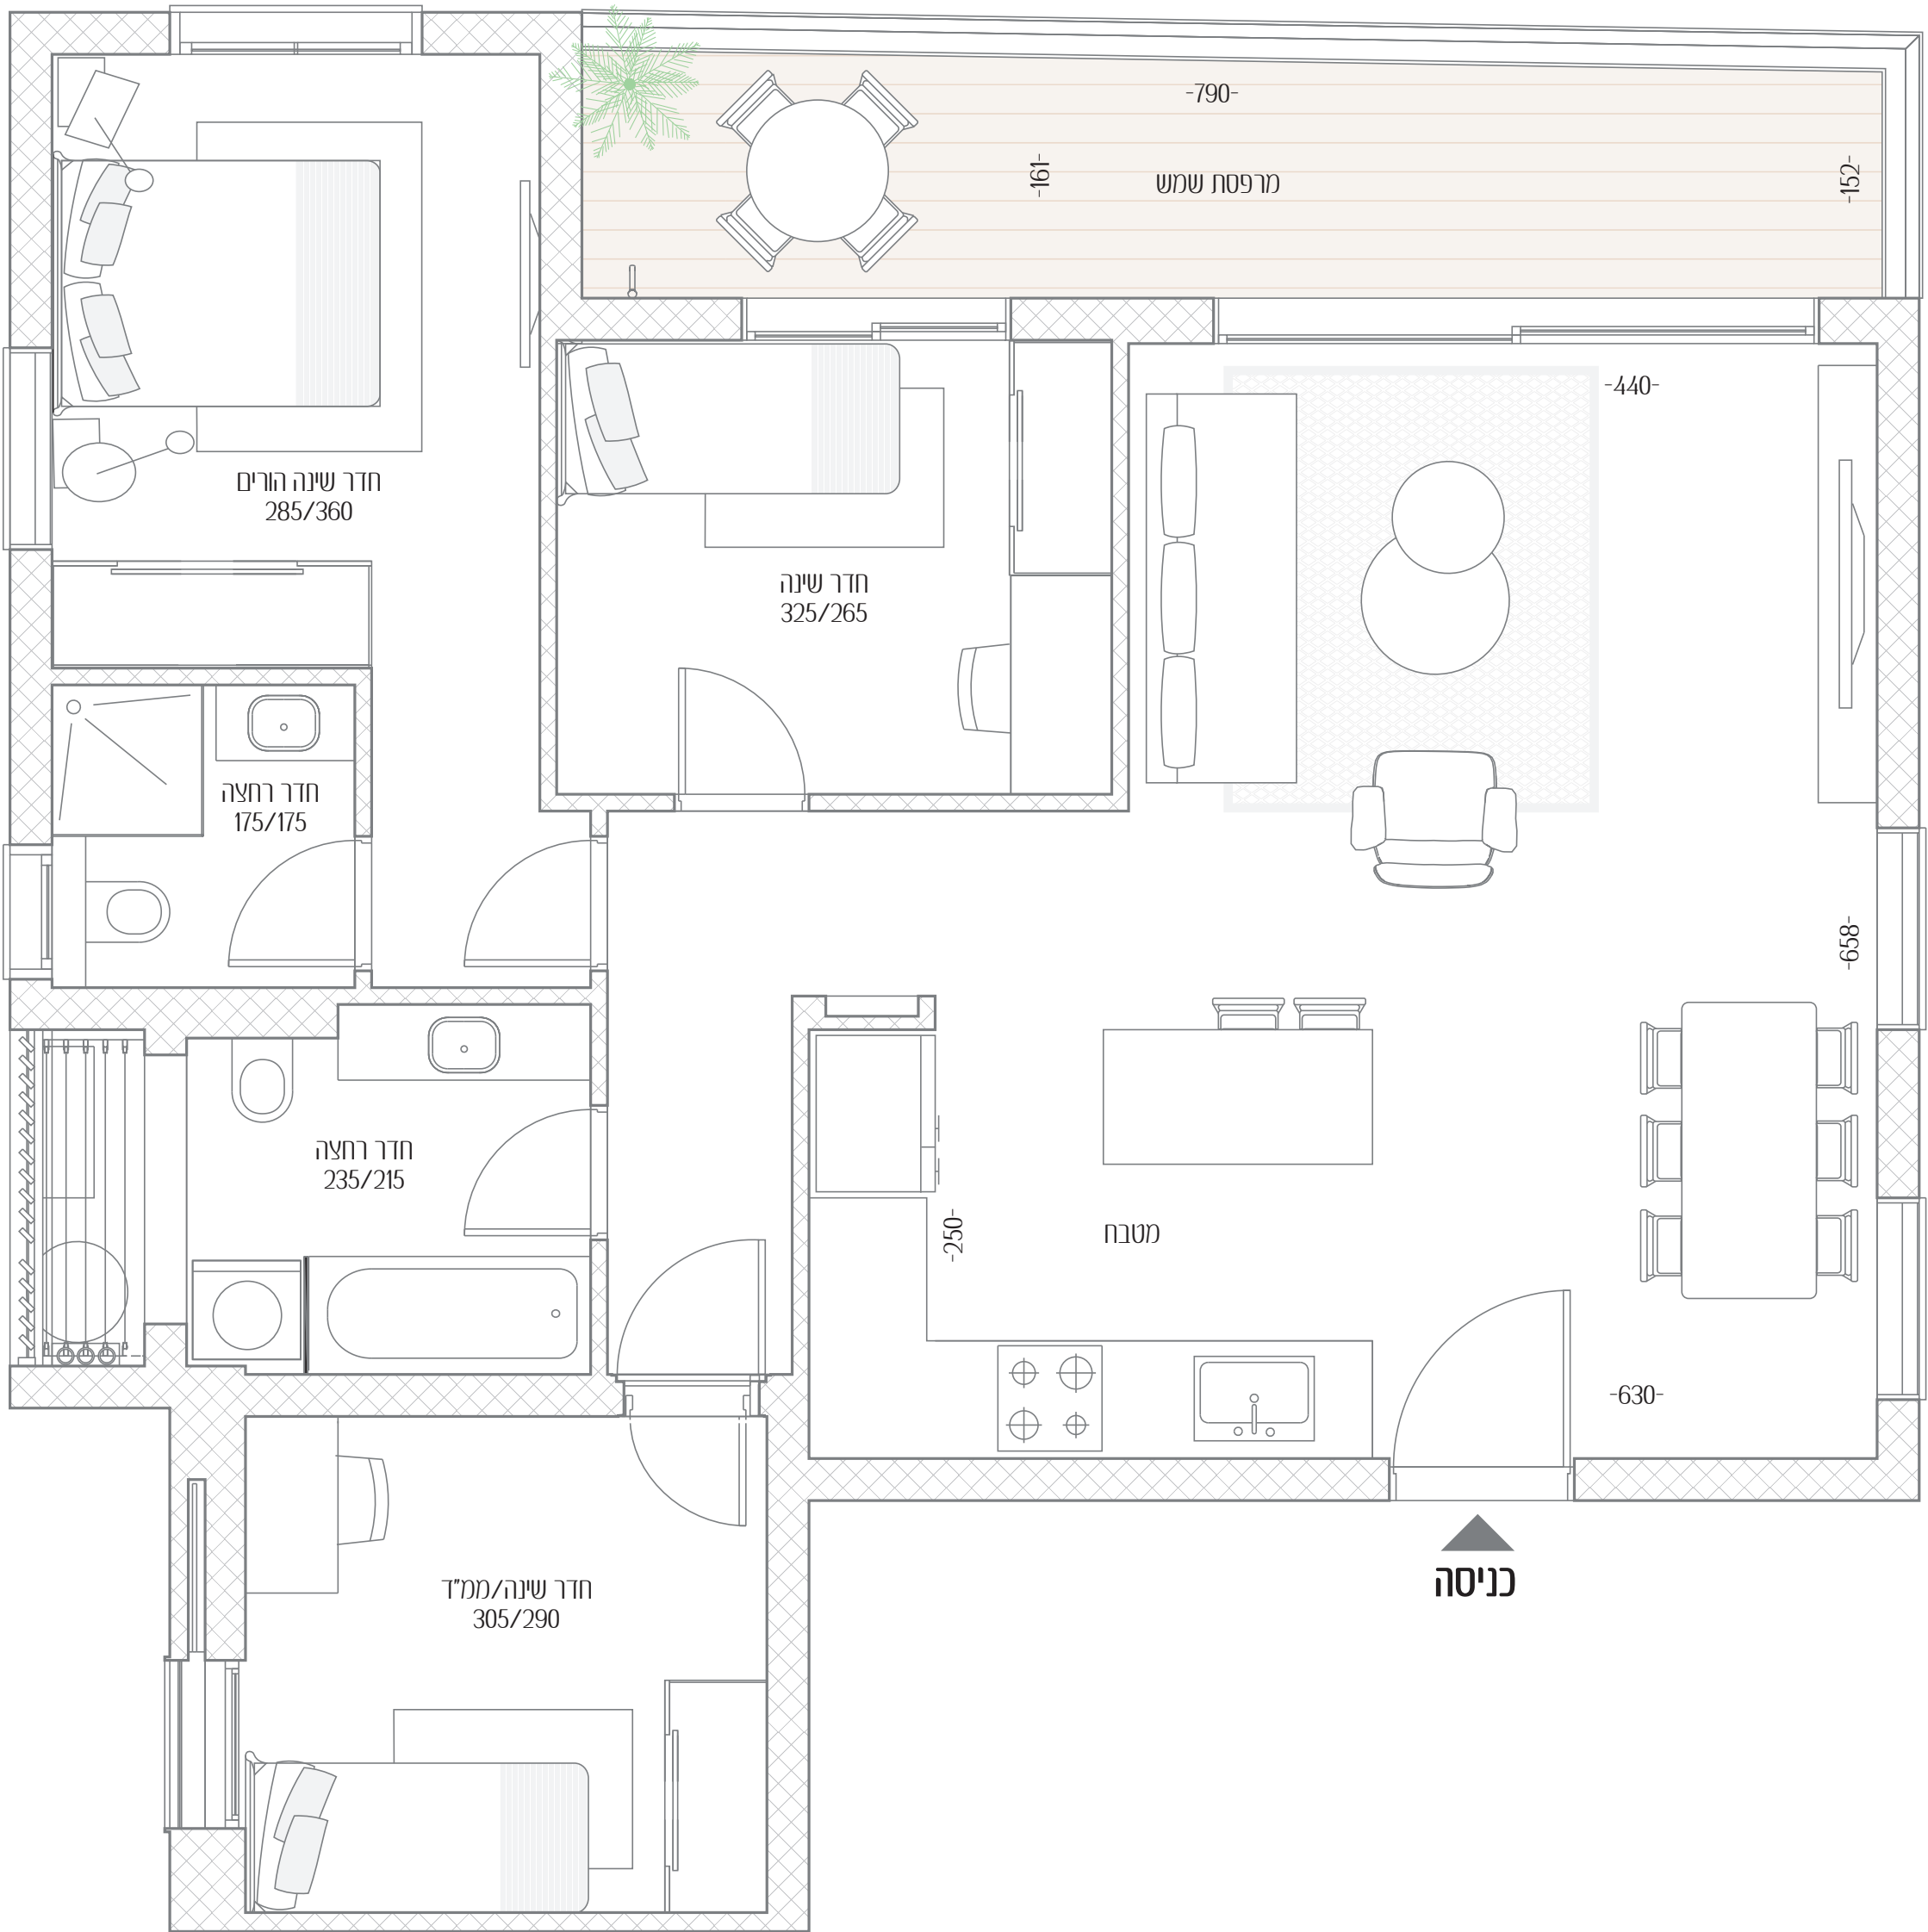 -790-
-161-
מרפסת שמש
-152-
-440-
חדר שינה הורים
285/360
חדר שינה
325/265
חדר רחצה
175/175
-658-
חדר רחצה
235/215
-250-
מטבח
-630-
כניסה
חדר שינה/ממ"ד
305/290